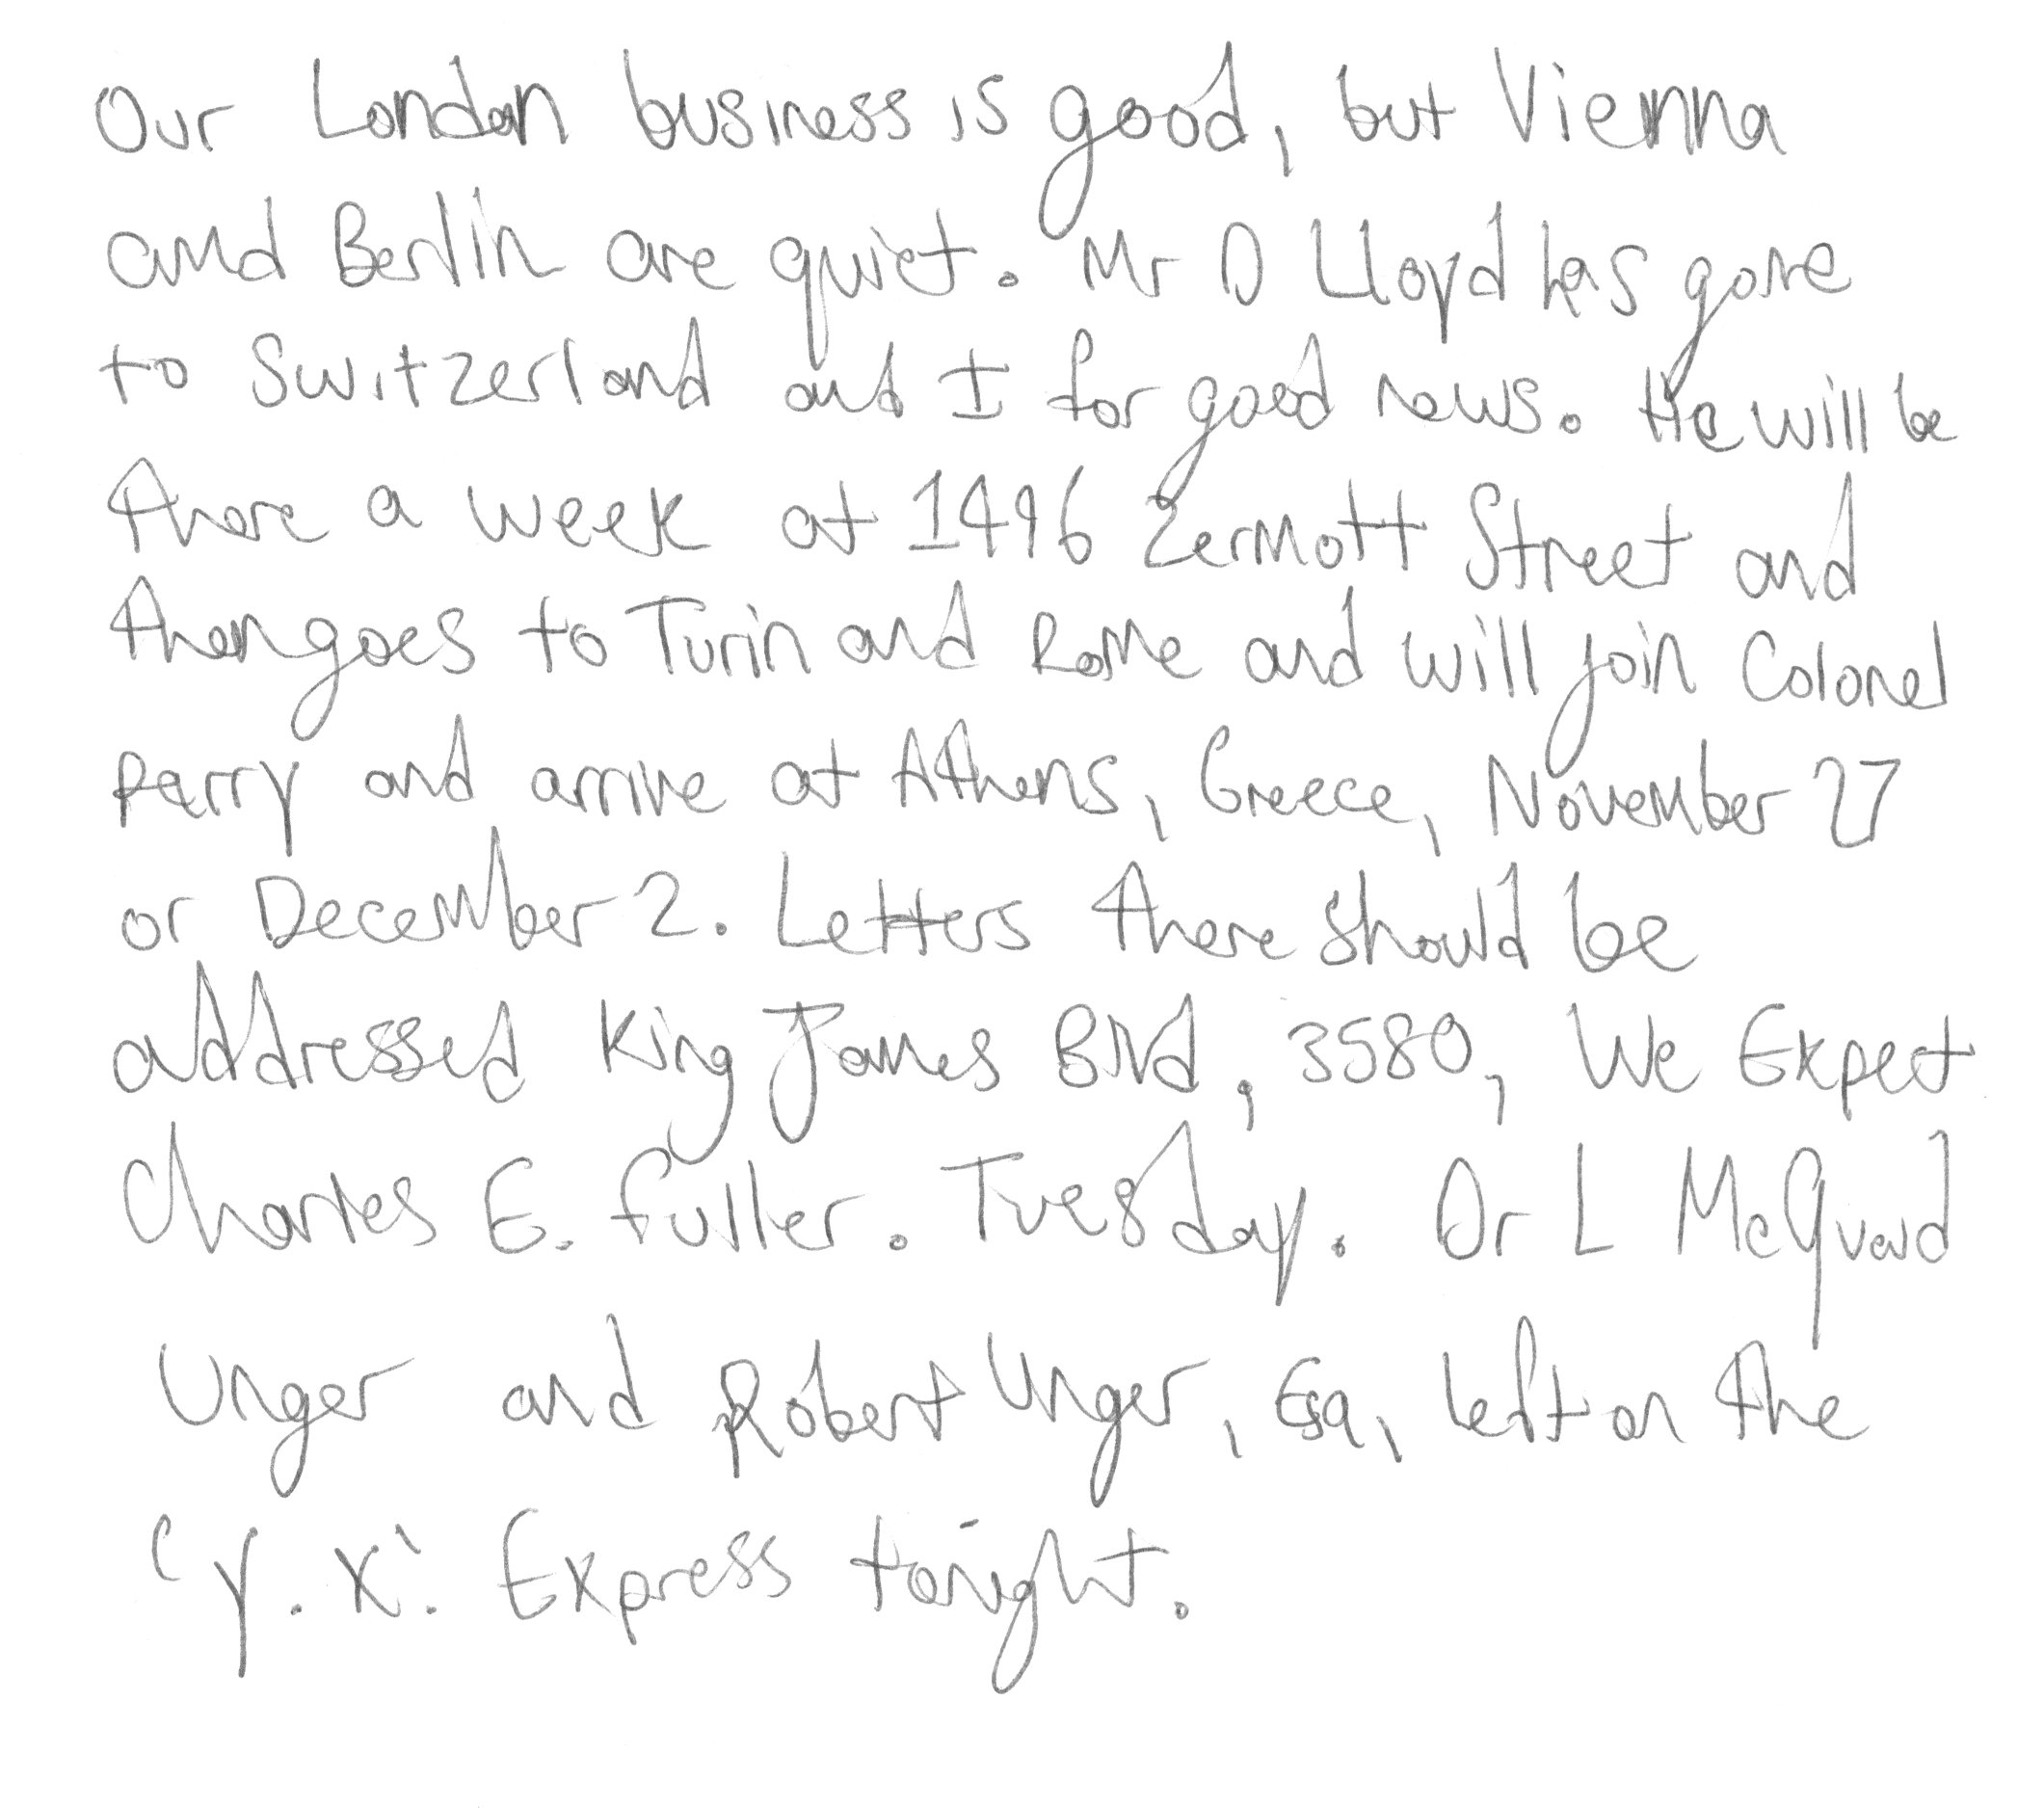 Our London business is good, but Vienna
and Berlin are quiet. Mr D Lloyd has gone
to Switzerland and I for good news. He will be
there a week at 1496 Zermott Street and
then goes to Turin and Rome and will join Colonel
Parry and arrive at Athens, Greece, November 27
or December 2. Letters there should be
addressed King James Blvd, 3580, We Expect
Charles E. Fuller. Tuesday. Dr L McQuaid
Unger and Robert Unger, Esq, left on the
'Y.X'. Express tonight.